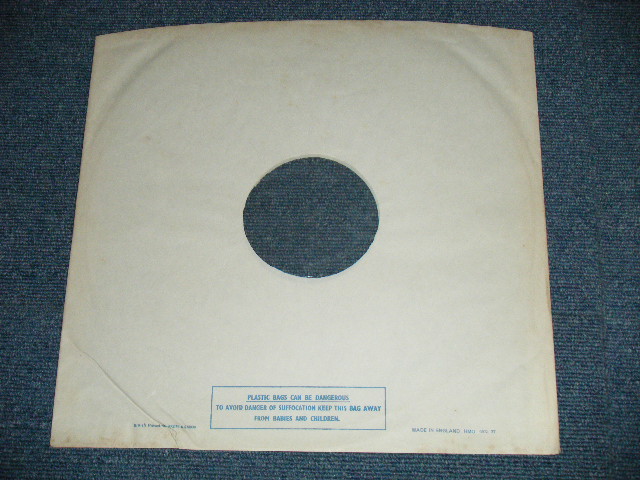 PLASTIC BAGS CAN BE DANGEROUS
TO AVOID DANGER OF SUFFOCATION KEEP THIS BAG AWAY
FROM BABIES AND CHILDREN.
MADE IN ENGLAND